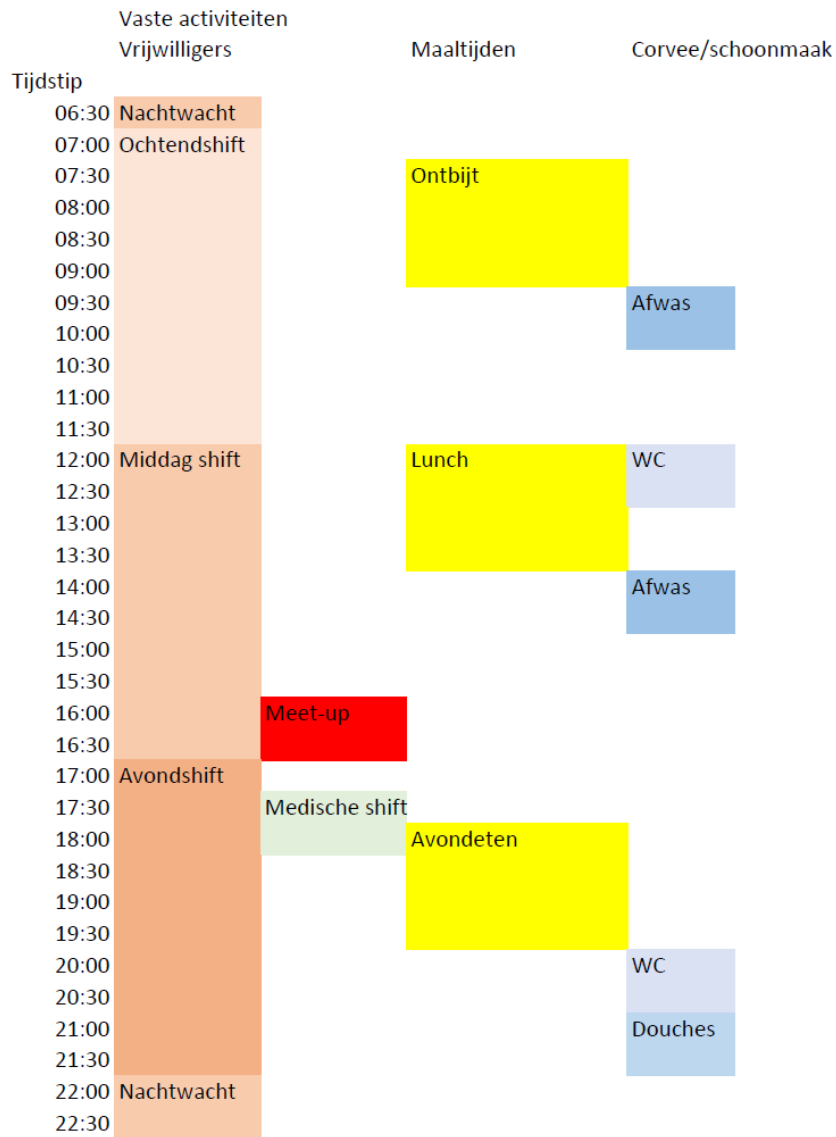 Vaste activiteiten
Vrijwilligers Maaltijden Corvee/schoonmaak
Tijdstip
06:30 Nachtwacht
07:00 Ochtendshift
07:30 Ontbijt
08:00
08:30
09:00
09:30 Afwas
10:00
10:30
11:00
11:30
12:00 Middag shift Lunch WC
12:30
13:00
13:30
14:00 Afwas
14:30
15:00
15:30
16:00 Meet-up
16:30
17:00 Avondshift
17:30 Medische shift
18:00 Avondeten
18:30
19:00
19:30
20:00 WC
20:30
21:00 Douches
21:30
22:00 Nachtwacht
22:30